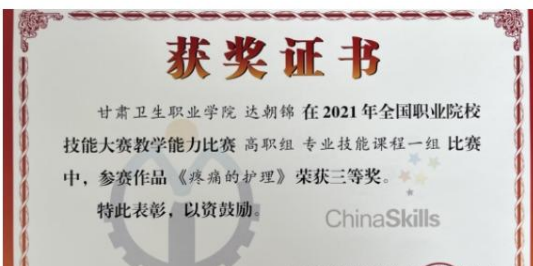 获奖证书
甘肃卫生职业学院 达朝锦 在2021年全国职业院校
技能大赛教学能力比赛 高职组 专业技能课程一组 比赛
中，参赛作品《疼痛的护理》荣获三等奖。
特此表彰，以资鼓励。
ChinaSkills